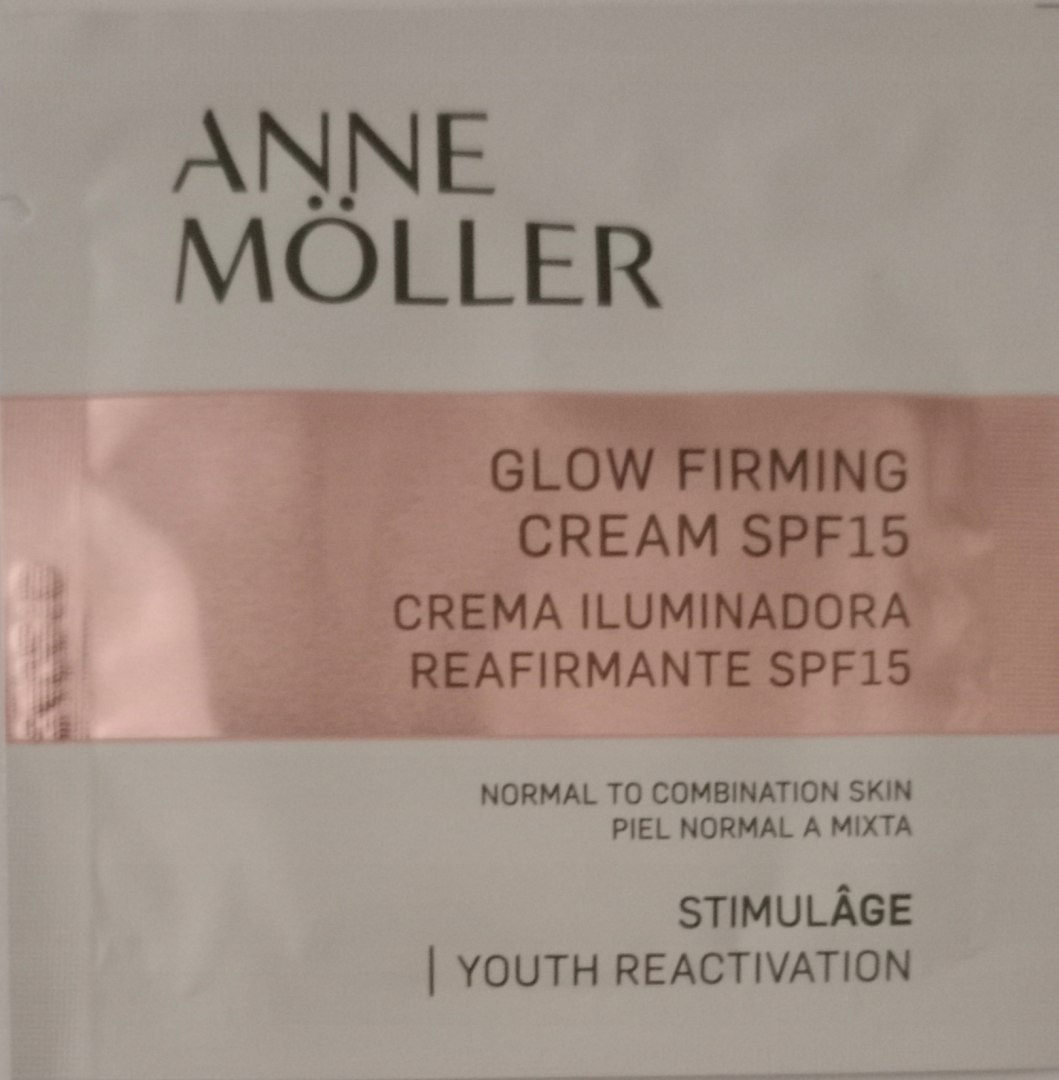 ANNE
MÖLLER
GLOW FIRMING
CREAM SPF15
CREMA ILUMINADORA
REAFIRMANTE SPF15
NORMAL TO COMBINATION SKIN
PIEL NORMAL A MIXTA
STIMULÂGE
| YOUTH REACTIVATION